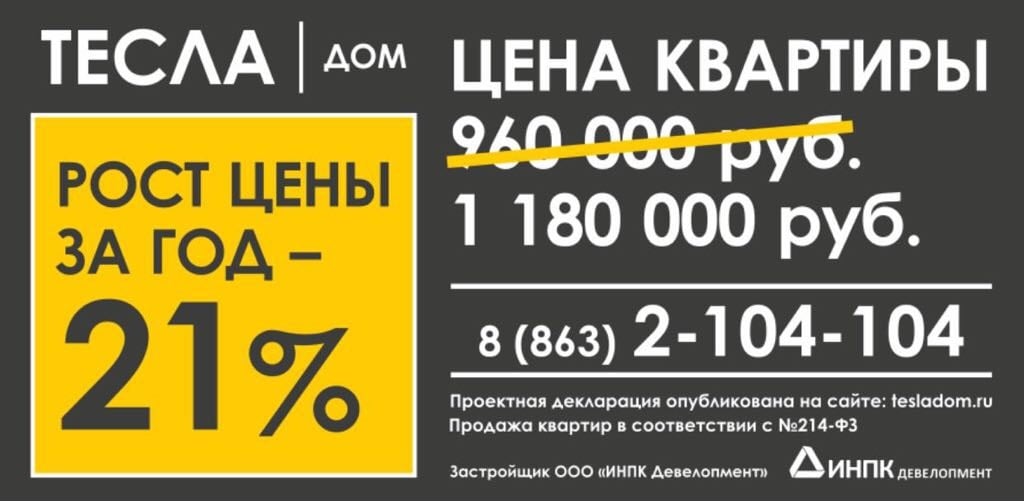 ТЕСЛА | ДОМ
РОСТ ЦЕНЫ
ЗА ГОД –
21%
ЦЕНА КВАРТИРЫ
960 000 руб.
1 180 000 руб.
8 (863) 2-104-104
Проектная декларация опубликована на сайте: tesladom.ru
Продажа квартир в соответствии с №214-ФЗ
Застройщик ООО «ИНПК Девелопмент»
ИНПК ДЕВЕЛОПМЕНТ